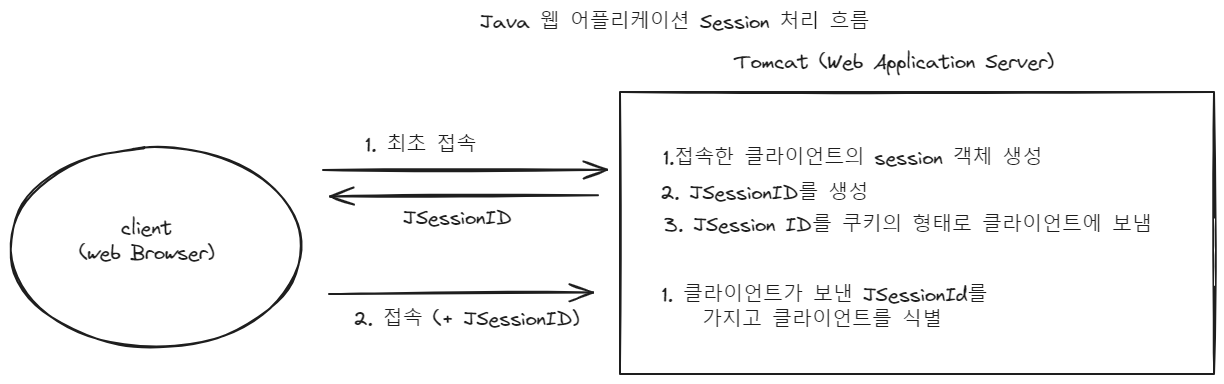 Java 웹 어플리케이션 Session 처리 흐름
Tomcat (Web Application Server)
1. 최초 접속
JSessionID
client
(web Browser)
2. 접속 (+ JSessionID)
1.접속한 클라이언트의 session 객체 생성
2. JSessionID를 생성
3. JSession ID를 쿠키의 형태로 클라이언트에 보냄
1. 클라이언트가 보낸 JSessionId를
가지고 클라이언트를 식별